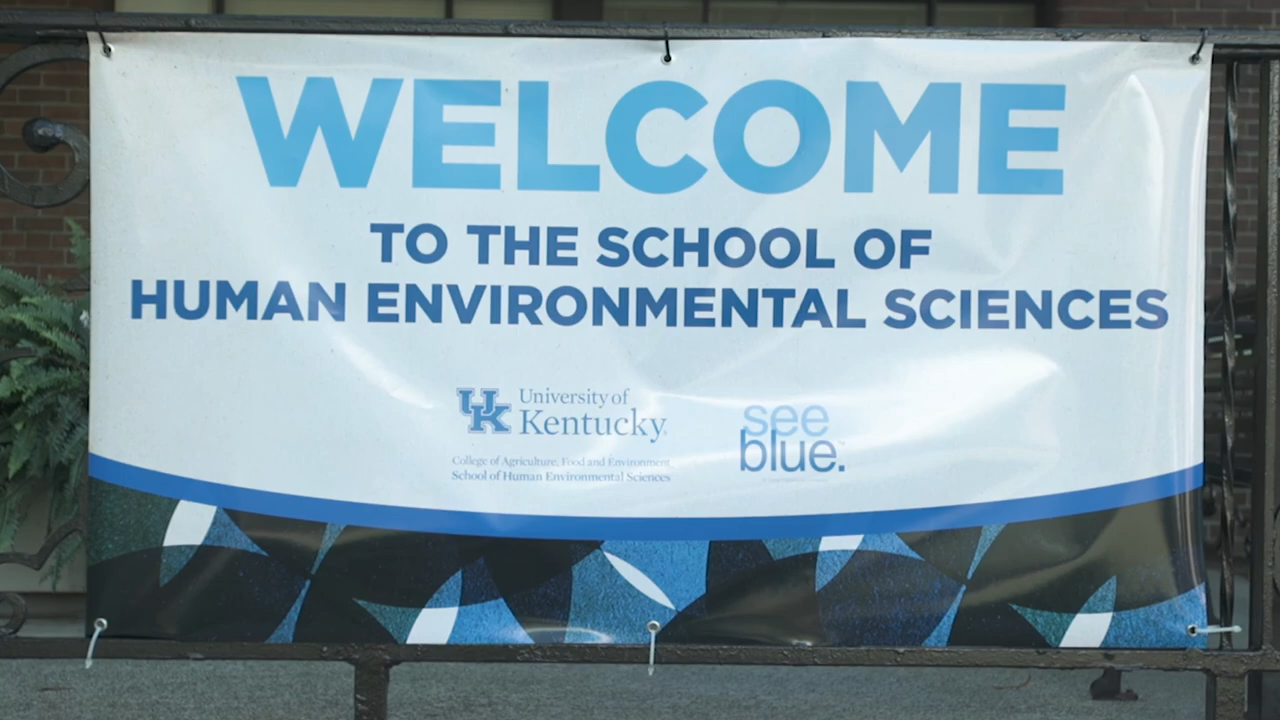 WELCOME
TO THE SCHOOL OF
HUMAN ENVIRONMENTAL SCIENCES
UK
University of
Kentucky
College of Agriculture, Food and Environment
School of Human Environmental Sciences
see
blue.